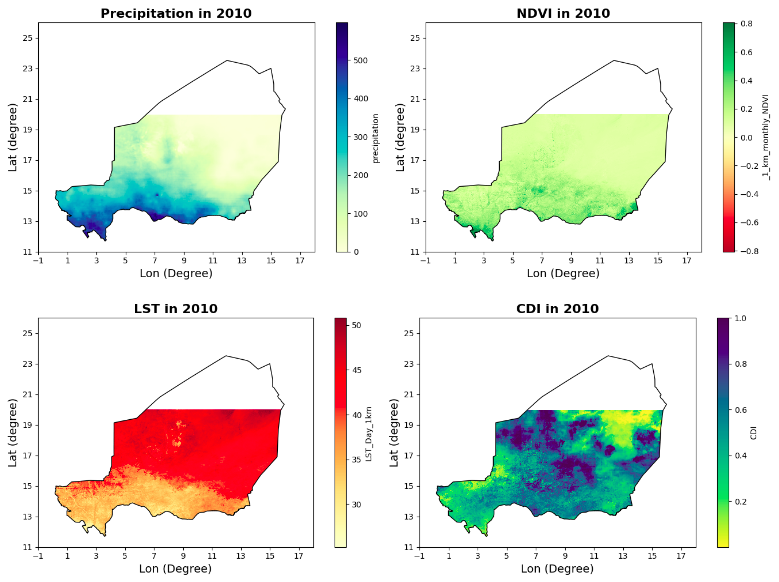 Precipitation in 2010
25
23
21
19
17
15
13
11
Lat (degree)
−1 1 3 5 7 9 11 13 15 17
Lon (Degree)
500
400
300
200
100
0
precipitation
NDVI in 2010
25
23
21
19
17
15
13
11
Lat (degree)
−1 1 3 5 7 9 11 13 15 17
Lon (Degree)
0.8
0.6
0.4
0.2
0.0
−0.2
−0.4
−0.6
−0.8
_1_km_monthly_NDVI
LST in 2010
25
23
21
19
17
15
13
11
Lat (degree)
−1 1 3 5 7 9 11 13 15 17
Lon (Degree)
50
45
40
35
30
LST_Day_1km
CDI in 2010
25
23
21
19
17
15
13
11
Lat (degree)
−1 1 3 5 7 9 11 13 15 17
Lon (Degree)
1.0
0.8
0.6
0.4
0.2
CDI